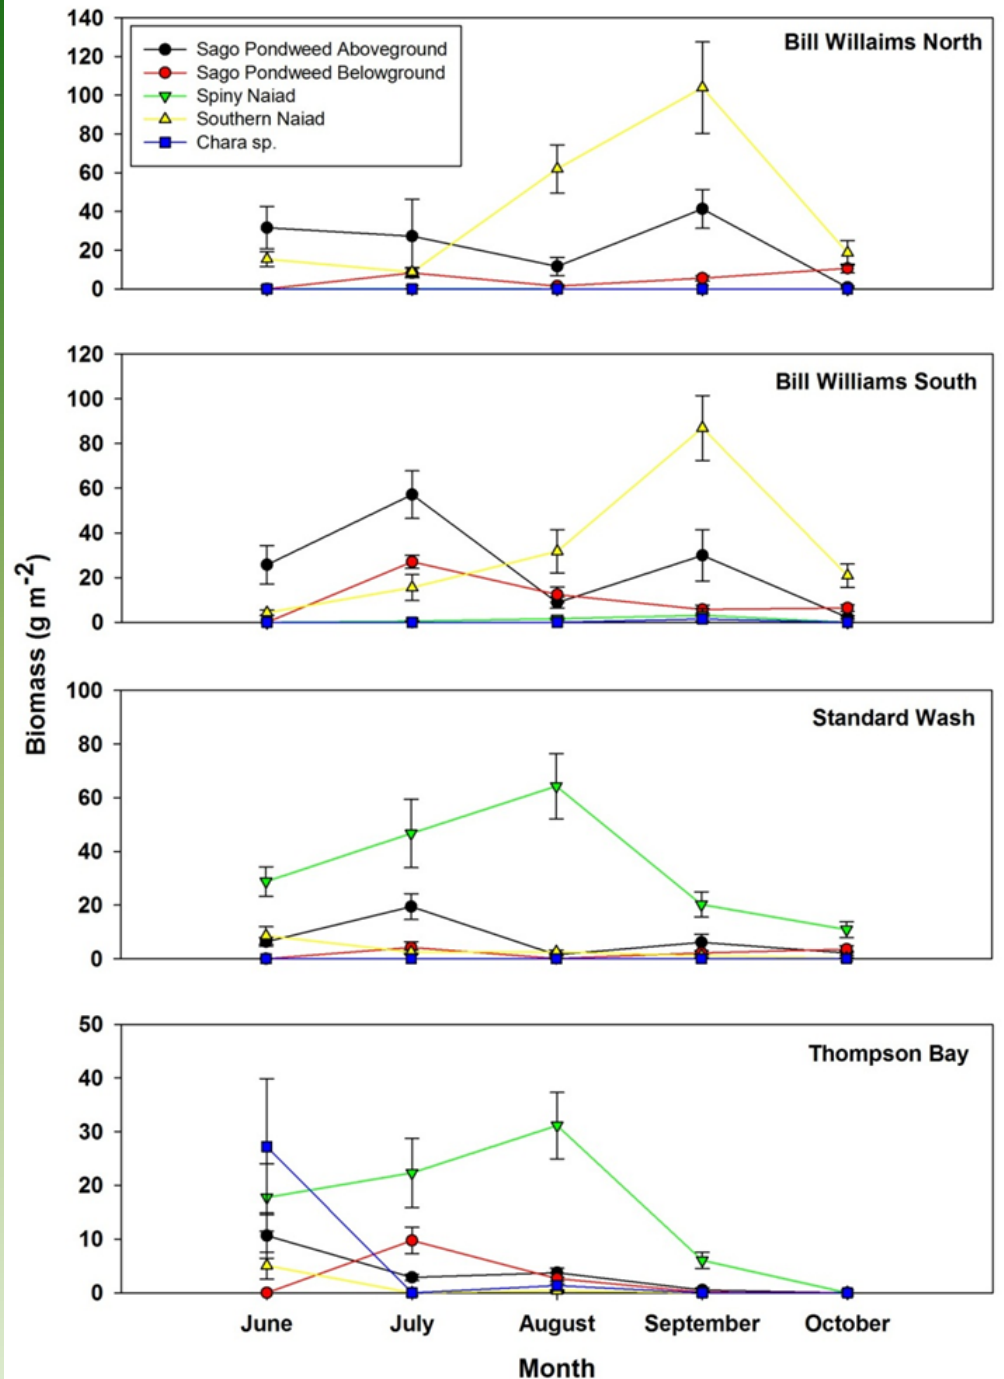 140
120
100
80
60
40
20
0
Sago Pondweed Aboveground
Sago Pondweed Belowground
Spiny Naiad
Southern Naiad
Chara sp.
Bill Willaims North
120
100
80
60
40
20
0
Bill Williams South
Biomass (g m-2)
100
80
60
40
20
0
Standard Wash
50
40
30
20
10
0
Thompson Bay
June July August September October
Month